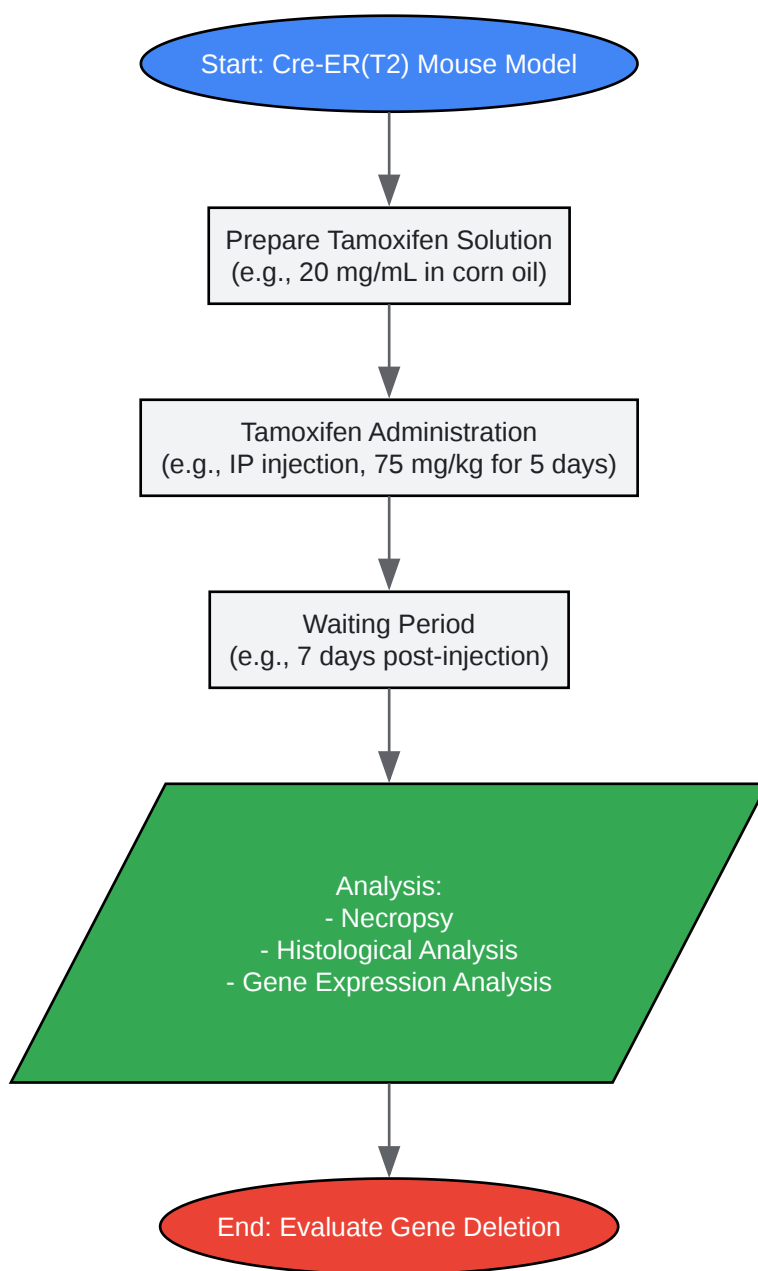 Start: Cre-ER(T2) Mouse Model
Prepare Tamoxifen Solution
(e.g., 20 mg/mL in corn oil)
Tamoxifen Administration
(e.g., IP injection, 75 mg/kg for 5 days)
Waiting Period
(e.g., 7 days post-injection)
Analysis:
- Necropsy
- Histological Analysis
- Gene Expression Analysis
End: Evaluate Gene Deletion